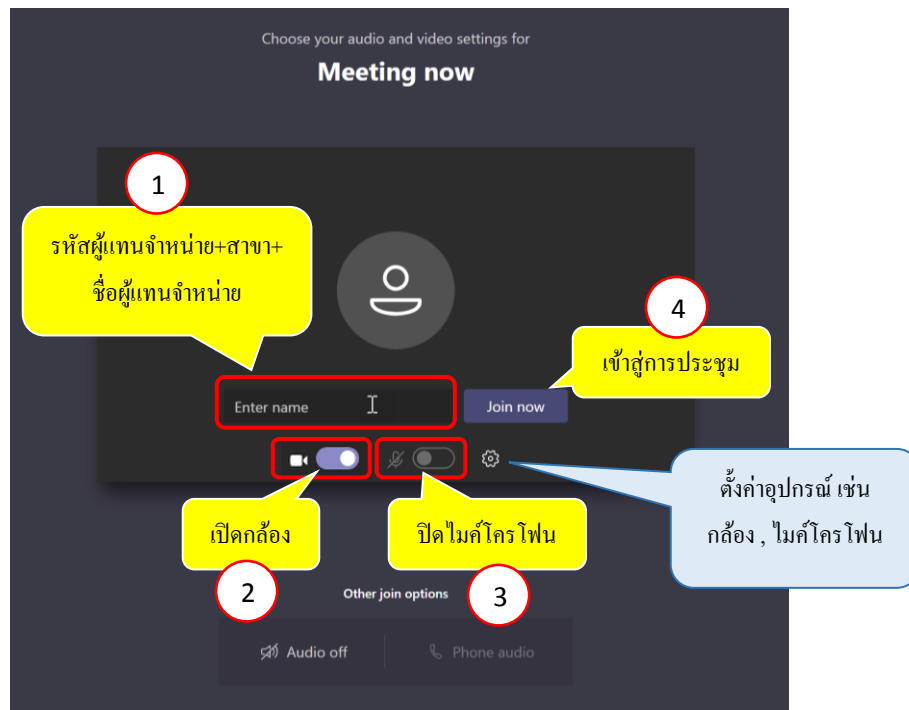 Choose your audio and video settings for
Meeting now
1
รหัสผู้แทนจำหน่าย+สาขา+
ชื่อผู้แทนจำหน่าย
4
เข้าสู่การประชุม
Enter name
Join now
ตั้งค่าอุปกรณ์ เช่น
กล้อง , ไมค์โครโฟน
เปิดกล้อง
ปิดไมค์โครโฟน
2
Other join options
3
Audio off
Phone audio